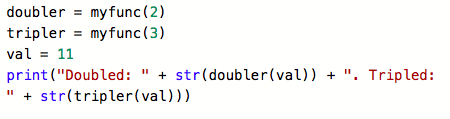 doubler = myfunc(2)
tripler = myfunc(3)
val = 11
print("Doubled: " + str(doubler(val)) + ". Tripled:
" + str(tripler(val)))